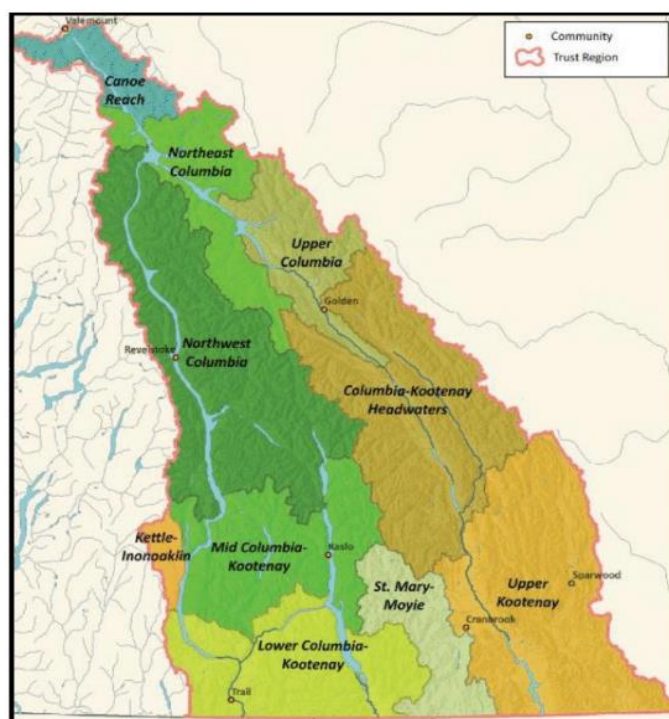 Valemount
Community
Trust Region
Canoe
Reach
Northeast
Columbia
Upper
Columbia
Golden
Revelstoke
Northwest
Columbia
Columbia-Kootenay
Headwaters
Kettle-
Inonoaklin
Mid Columbia-
Kootenay
Kaslo
St. Mary-
Moyie
Upper
Kootenay
Sparwood
Cranbrook
Lower Columbia-
Kootenay
Trail